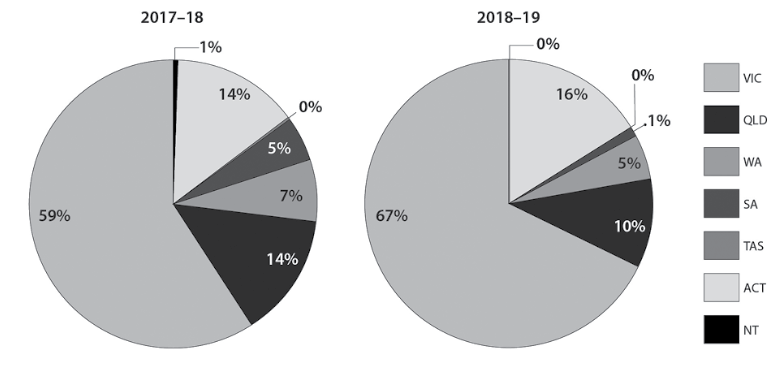 2017–18
1%
14%
0%
5%
7%
14%
59%
2018–19
0%
16%
0%
1%
5%
10%
67%
VIC
QLD
WA
SA
TAS
ACT
NT